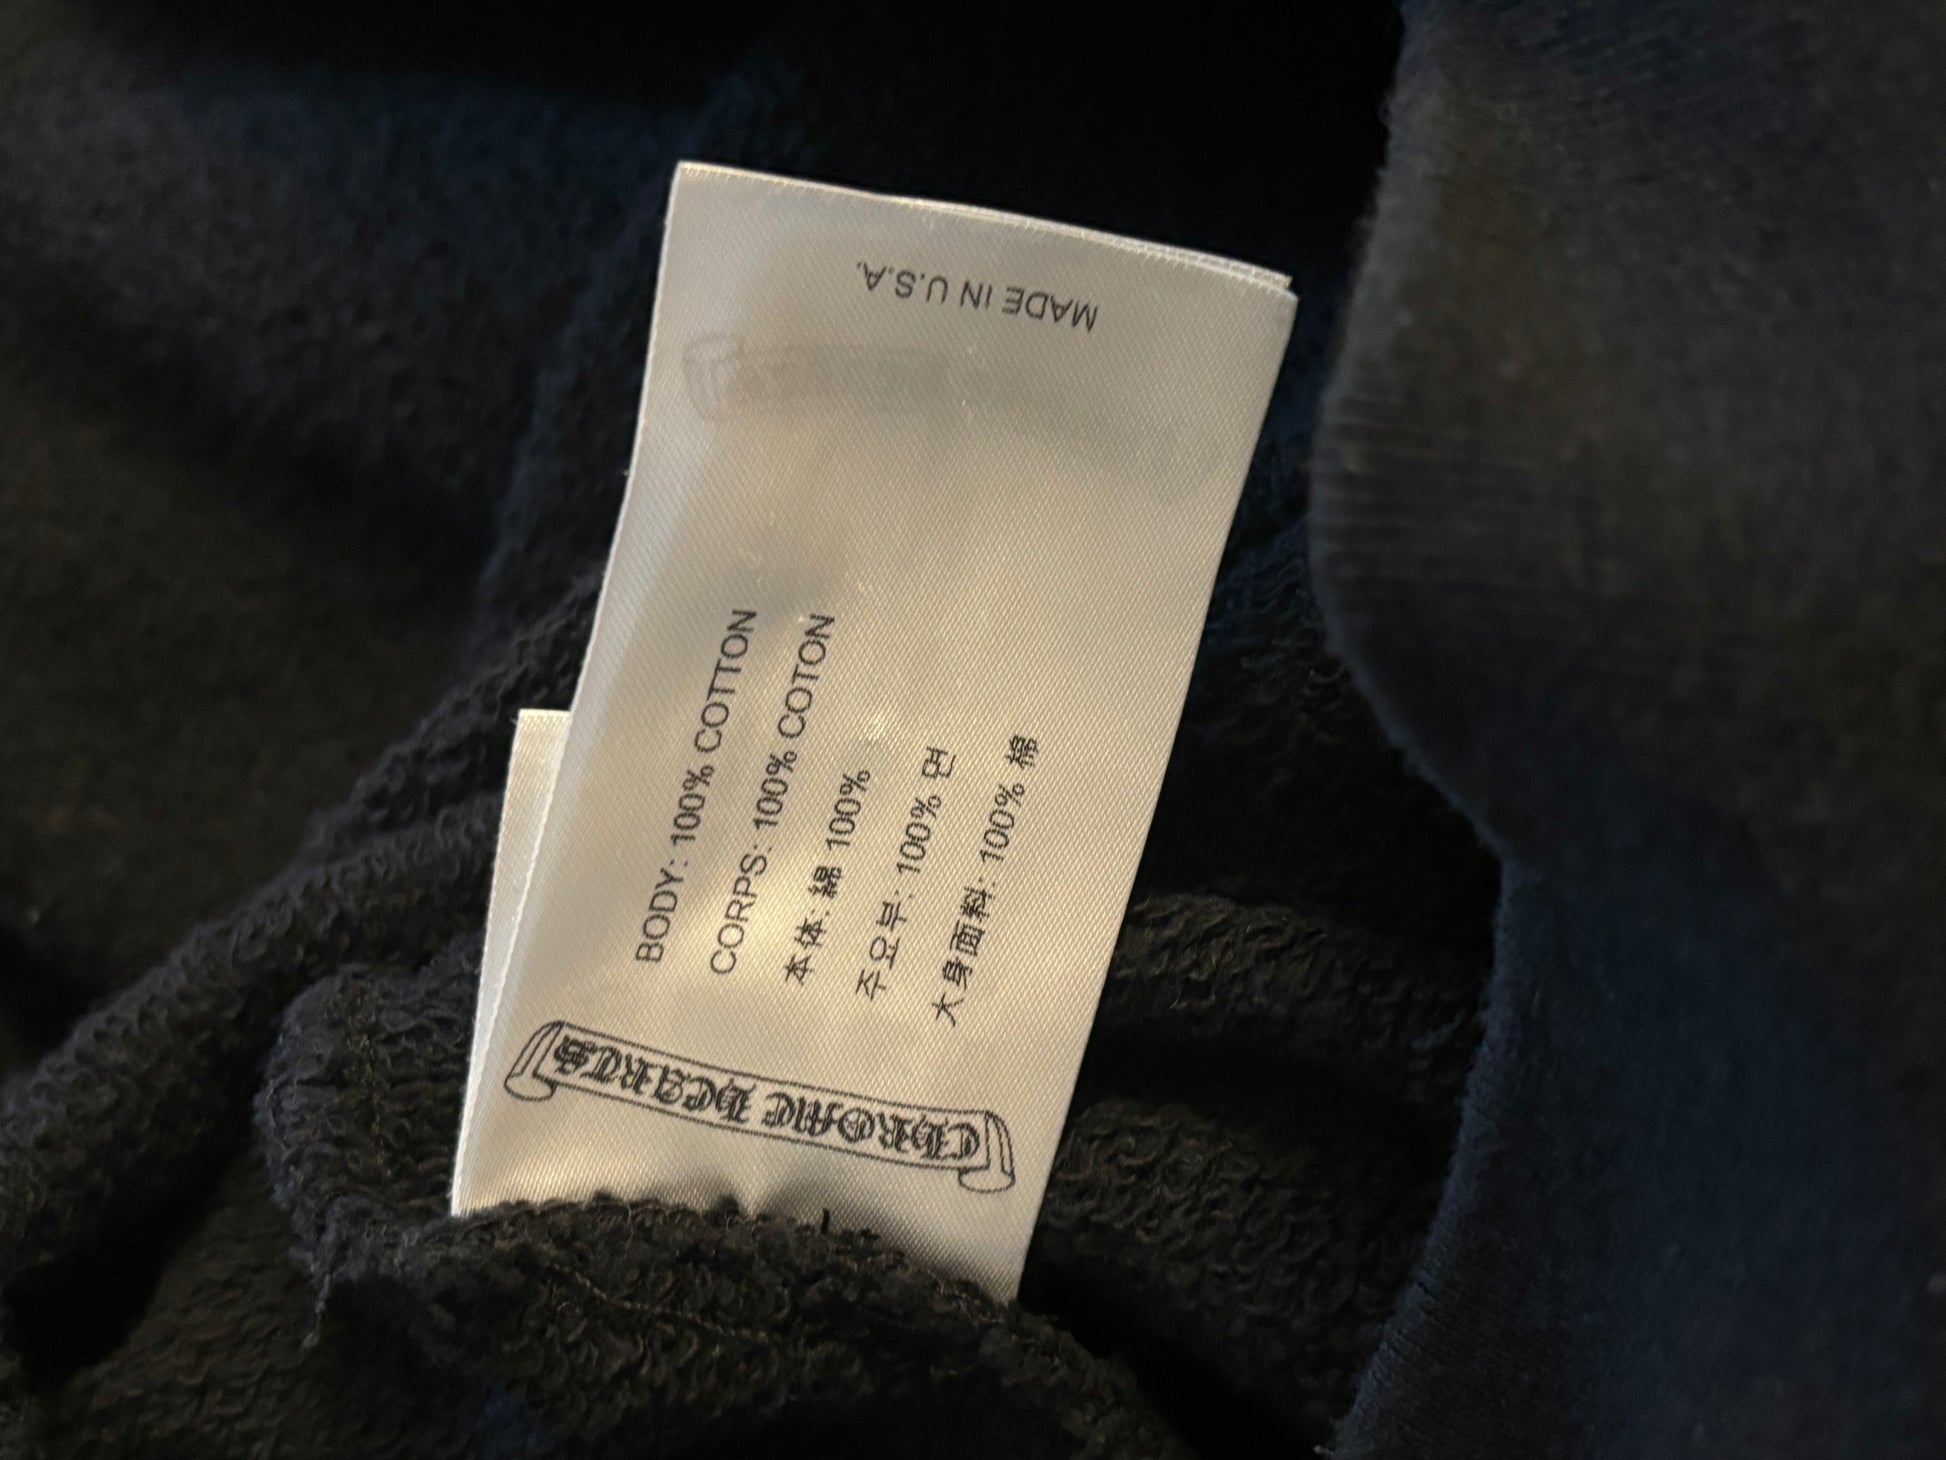 CHROME HEARTS
BODY: 100% COTTON
CORPS: 100% COTON
本体: 綿 100%
주요부: 100% 면
大身面料: 100% 棉
MADE IN U.S.A.